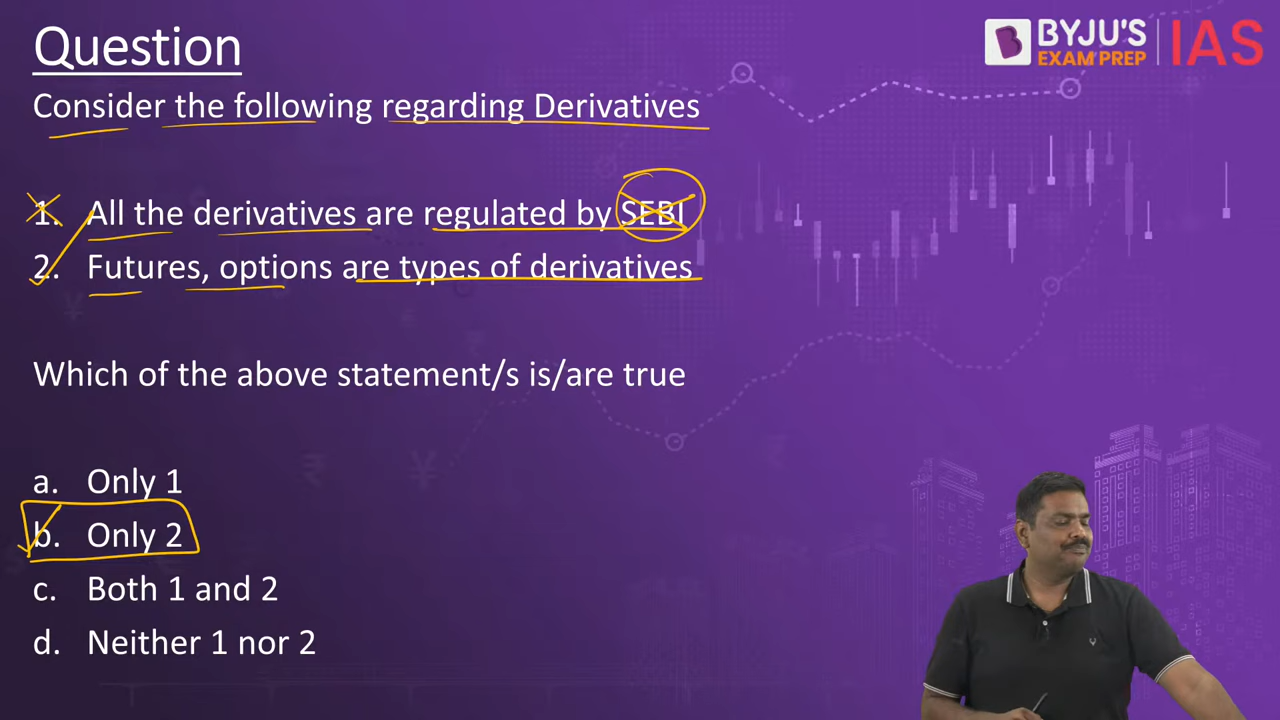 Question
BYJU'S
EXAM PREP
IAS
Consider the following regarding Derivatives
1. All the derivatives are regulated by SEBI
2. Futures, options are types of derivatives
Which of the above statement/s is/are true
a. Only 1
b. Only 2
c. Both 1 and 2
d. Neither 1 nor 2